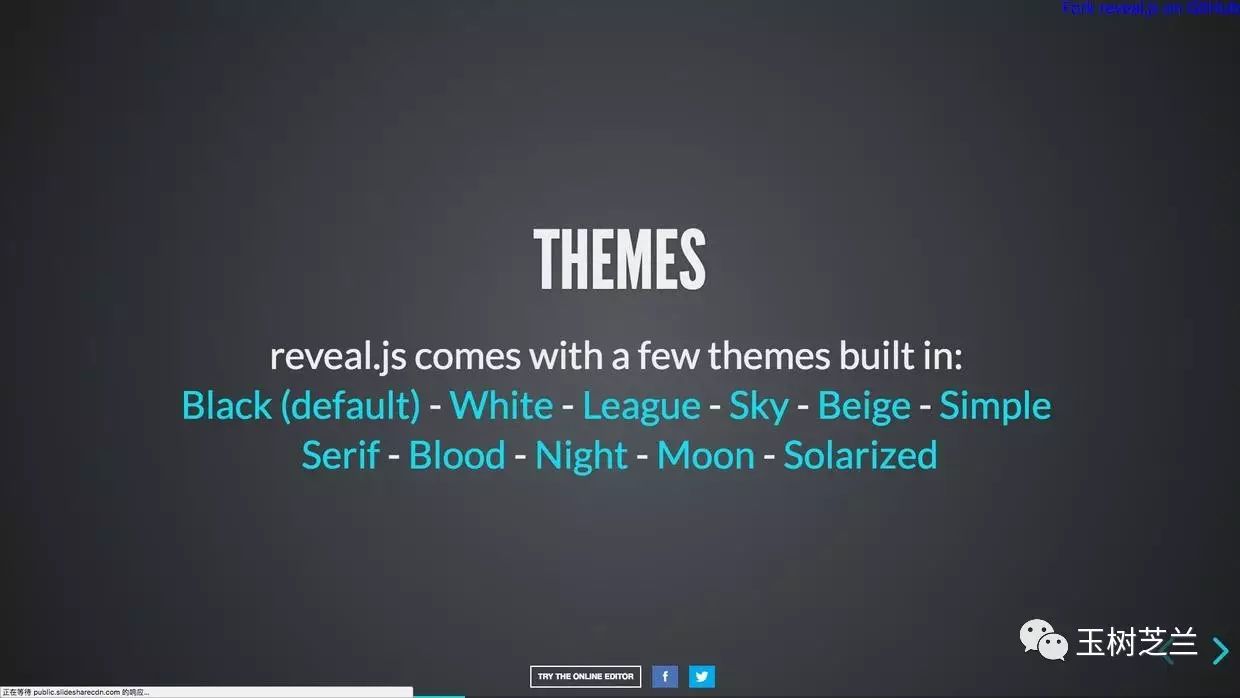 Fork reveal.js on GitHub
THEMES
reveal.js comes with a few themes built in:
Black (default) - White - League - Sky - Beige - Simple
Serif - Blood - Night - Moon - Solarized
玉树芝兰
TRY THE ONLINE EDITOR
f
正在等待 public.slidesharecdn.com 的响应...